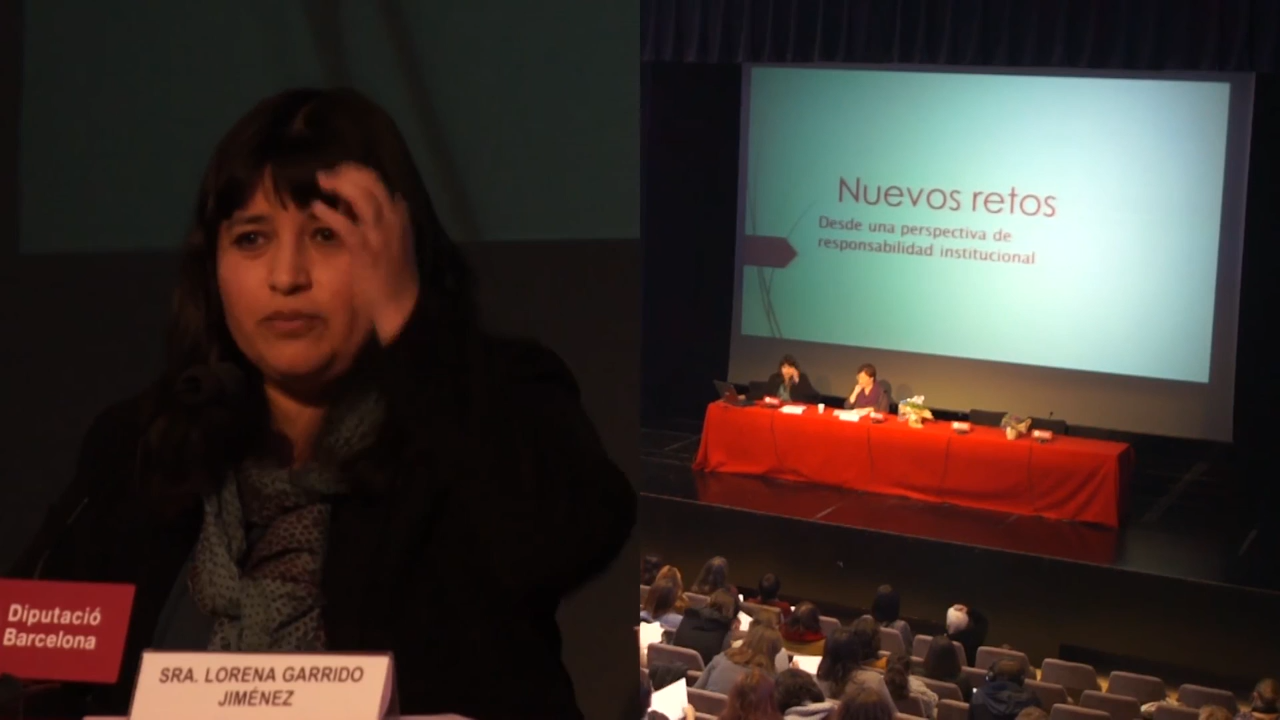 Diputació
Barcelona
SRA. LORENA GARRIDO
JIMÉNEZ
Nuevos retos
Desde una perspectiva de
responsabilidad institucional